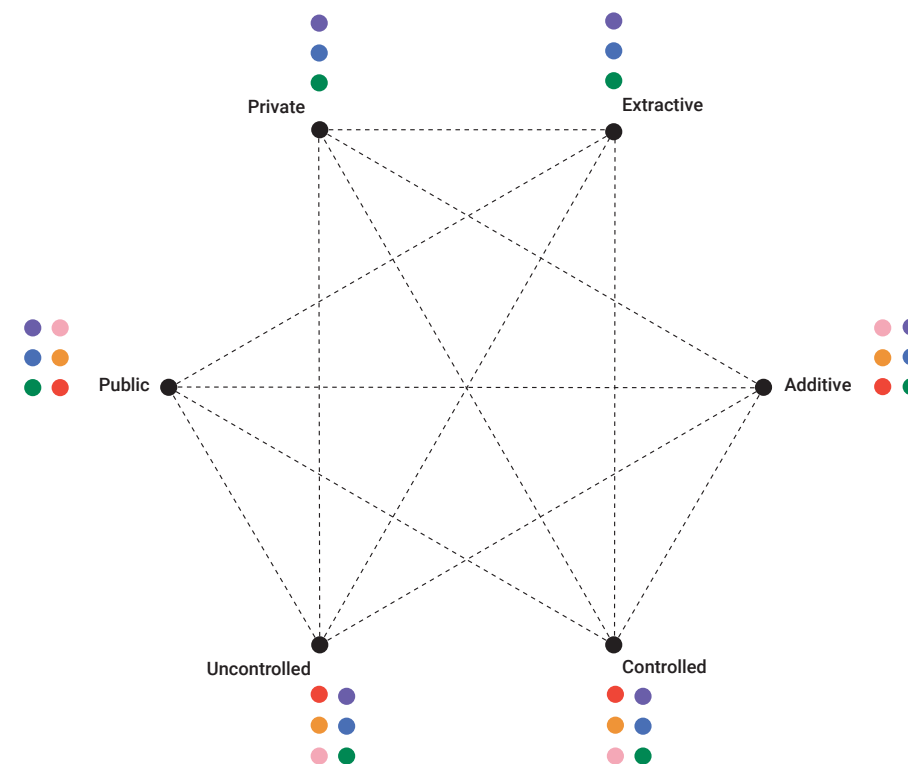 Extractive
Private
Public
Additive
Uncontrolled
Controlled